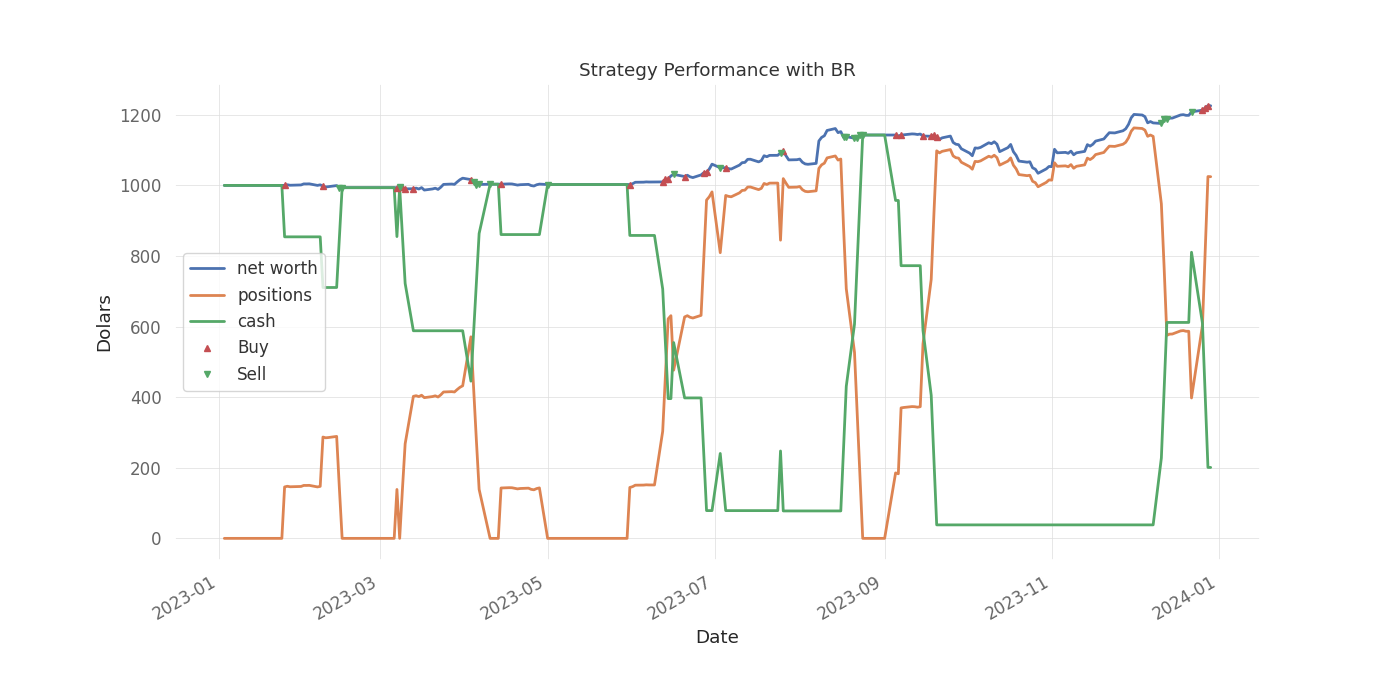 Strategy Performance with BR
1200
1000
800
600
400
200
0
Dolars
net worth
positions
cash
Buy
Sell
2023-01
2023-03
2023-05
2023-07
2023-09
2023-11
2024-01
Date